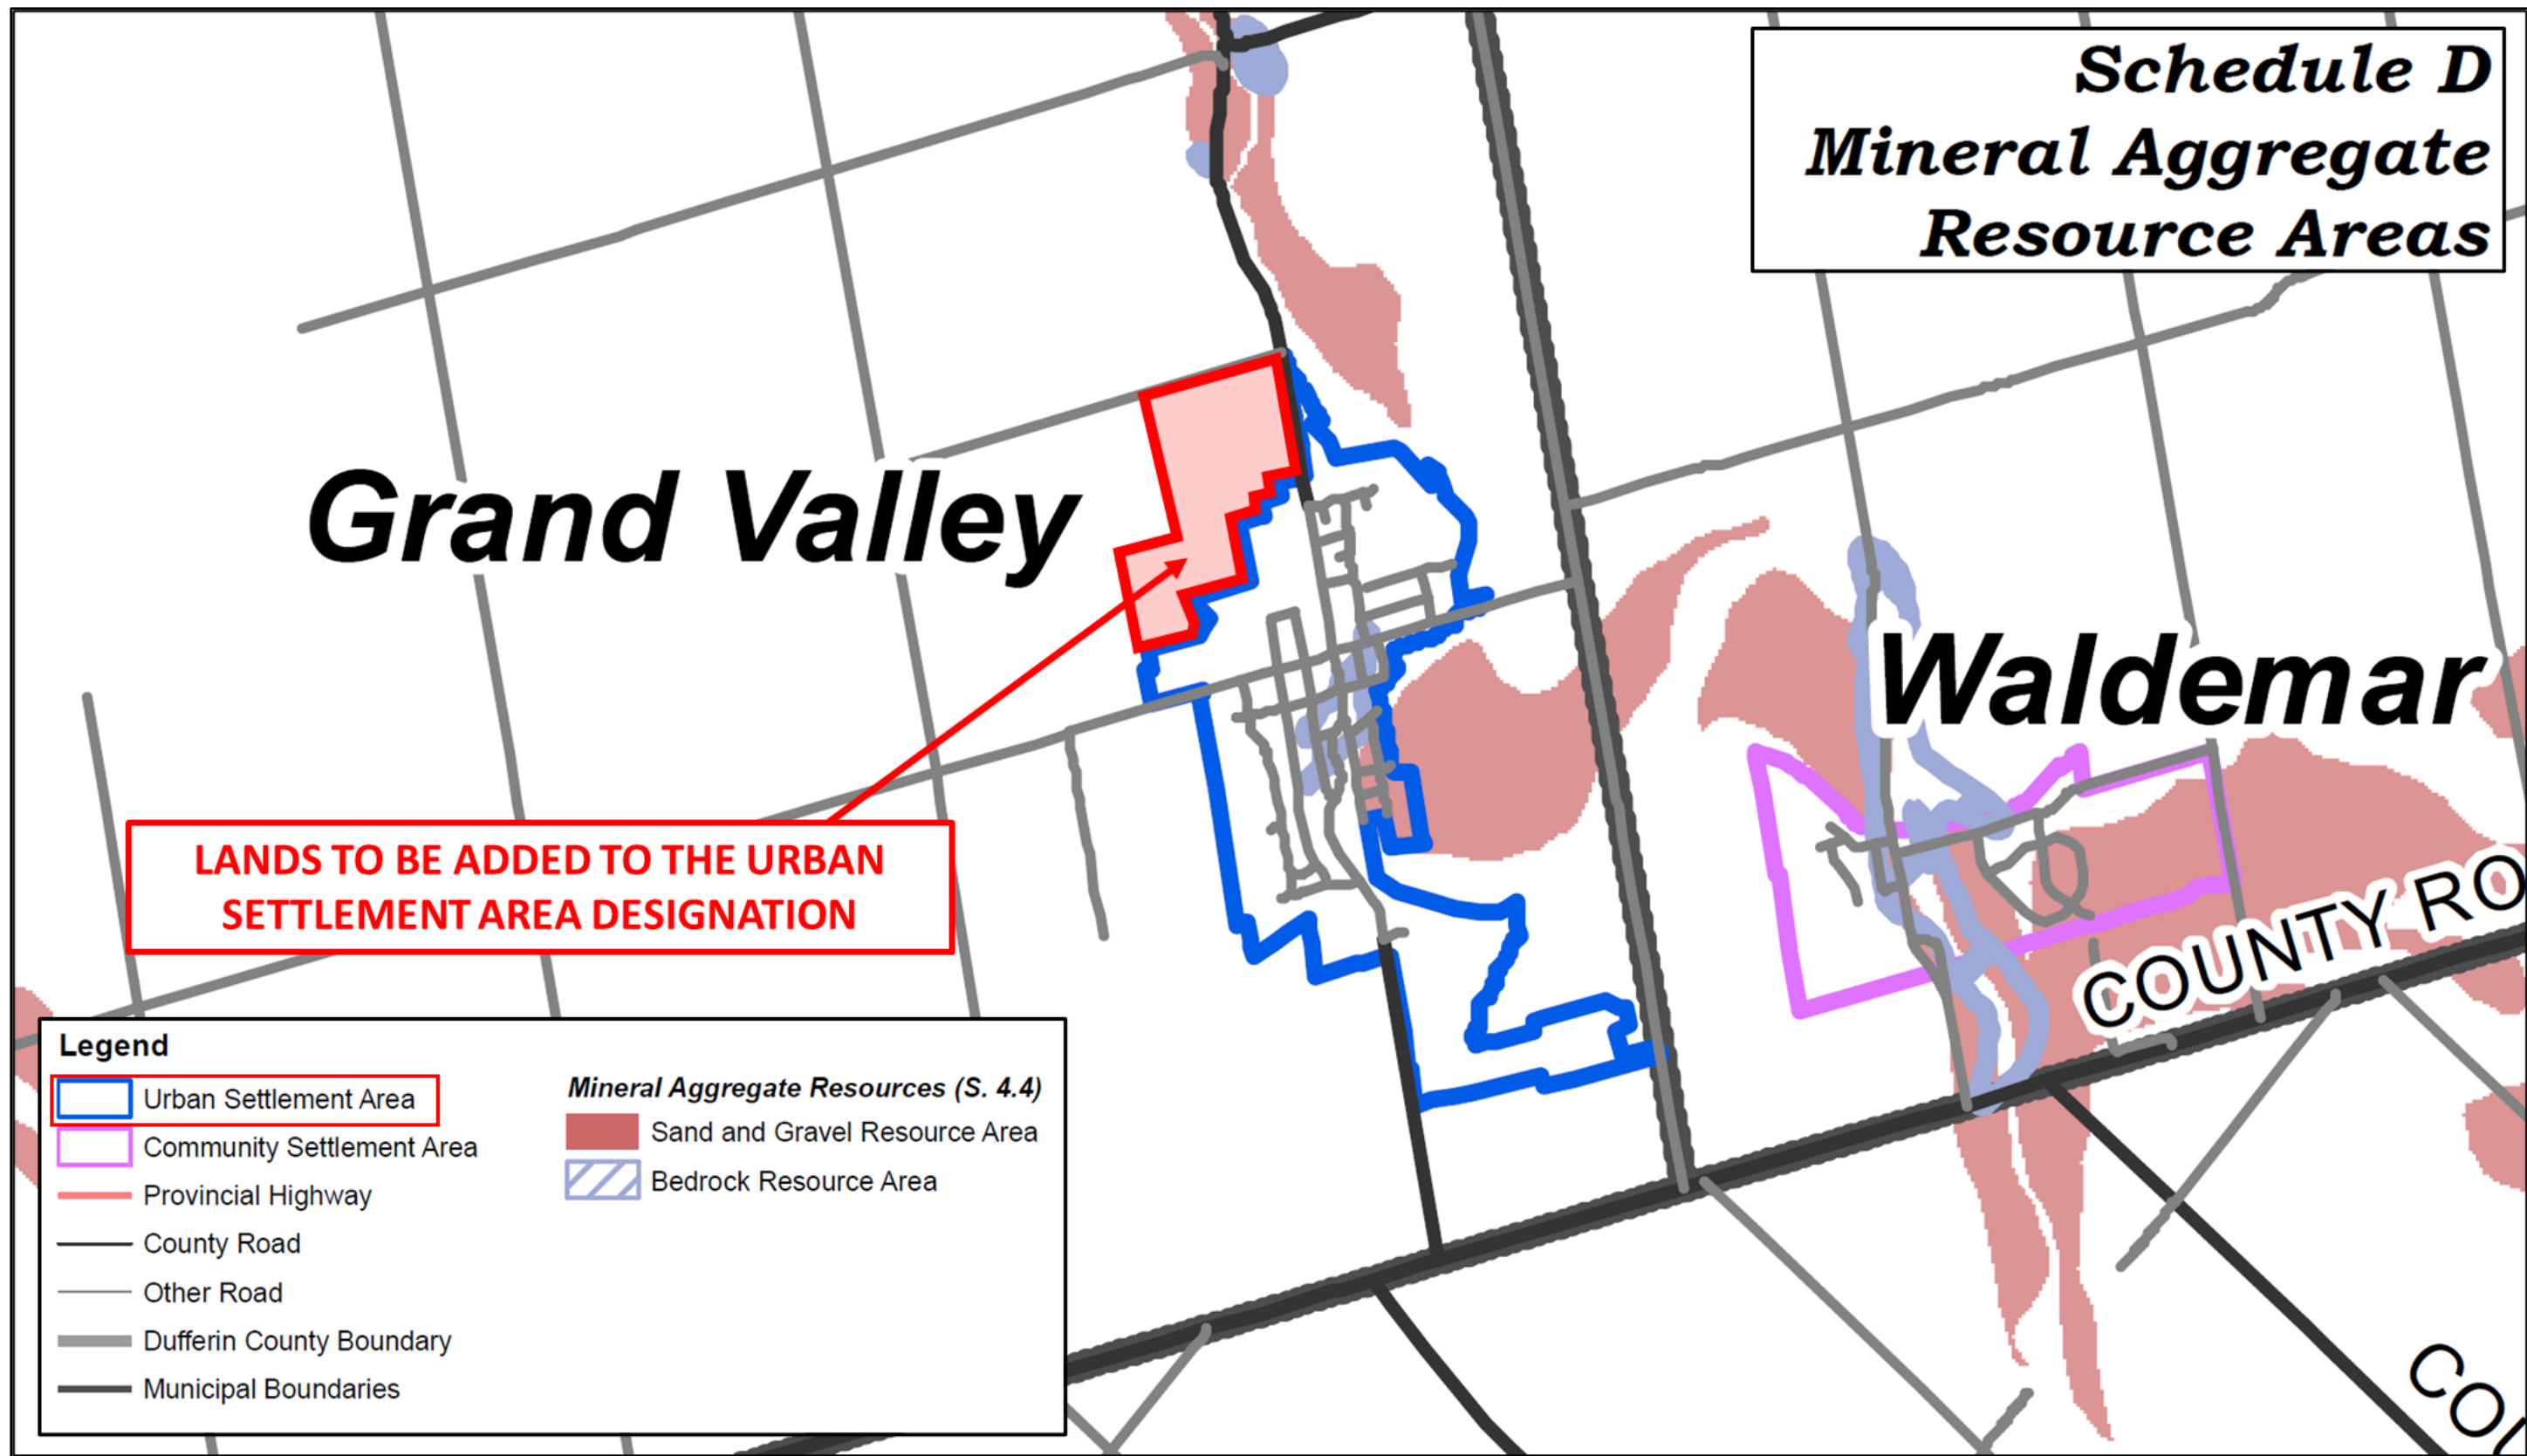 Schedule D
Mineral Aggregate
Resource Areas
Grand Valley
Waldemar
LANDS TO BE ADDED TO THE URBAN
SETTLEMENT AREA DESIGNATION
COUNTY RO
COU
Legend
Urban Settlement Area
Community Settlement Area
Provincial Highway
County Road
Other Road
Dufferin County Boundary
Municipal Boundaries
Mineral Aggregate Resources (S. 4.4)
Sand and Gravel Resource Area
Bedrock Resource Area